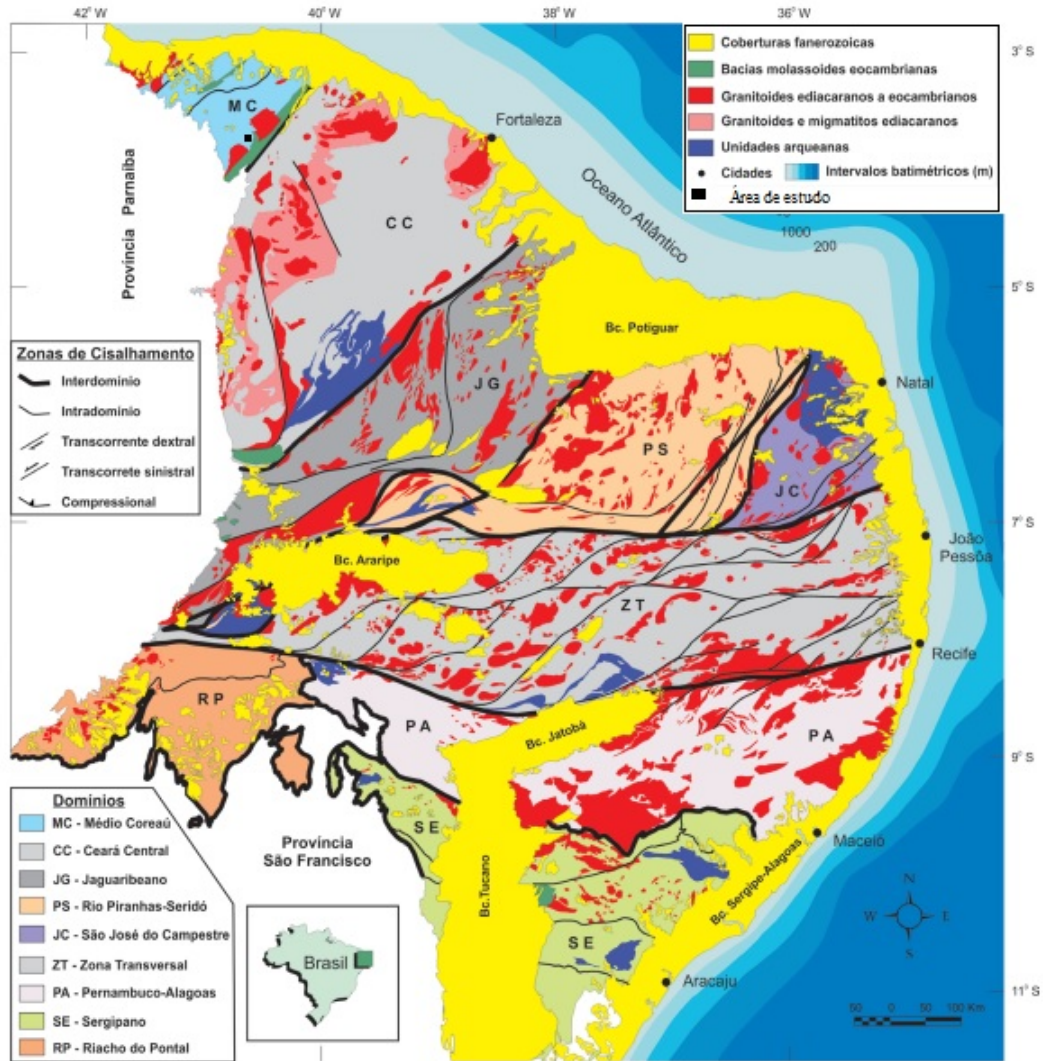 42° W
40° W
38° W
36° W
3° S
5° S
7° S
9° S
11° S
Coberturas fanerozoicas
Bacias molassoides eocambrianas
Granitoides ediacaranos a eocambrianos
Granitoides e migmatitos ediacaranos
Unidades arqueanas
Cidades
Intervalos batimétricos (m)
Área de estudo
1000
200
M C
Fortaleza
Oceano Atlântico
Província Parnaíba
C C
Bc. Potiguar
Zonas de Cisalhamento
Interdomínio
Intradomínio
Transcorrente dextral
Transcorrete sinistral
Compressional
J G
Natal
P S
J C
João
Pessôa
Bc. Araripe
Z T
Recife
R P
P A
P A
Bc. Jatobá
Domínios
MC - Médio Coreaú
CC - Ceará Central
JG - Jaguaribeano
PS - Rio Piranhas-Seridó
JC - São José do Campestre
ZT - Zona Transversal
PA - Pernambuco-Alagoas
SE - Sergipano
RP - Riacho do Pontal
S E
Província
São Francisco
Maceió
Bc.Tucano
Bc. Sergipe-Alagoas
N
W
E
S
Brasil
S E
Aracaju
50 0 50 100 Km